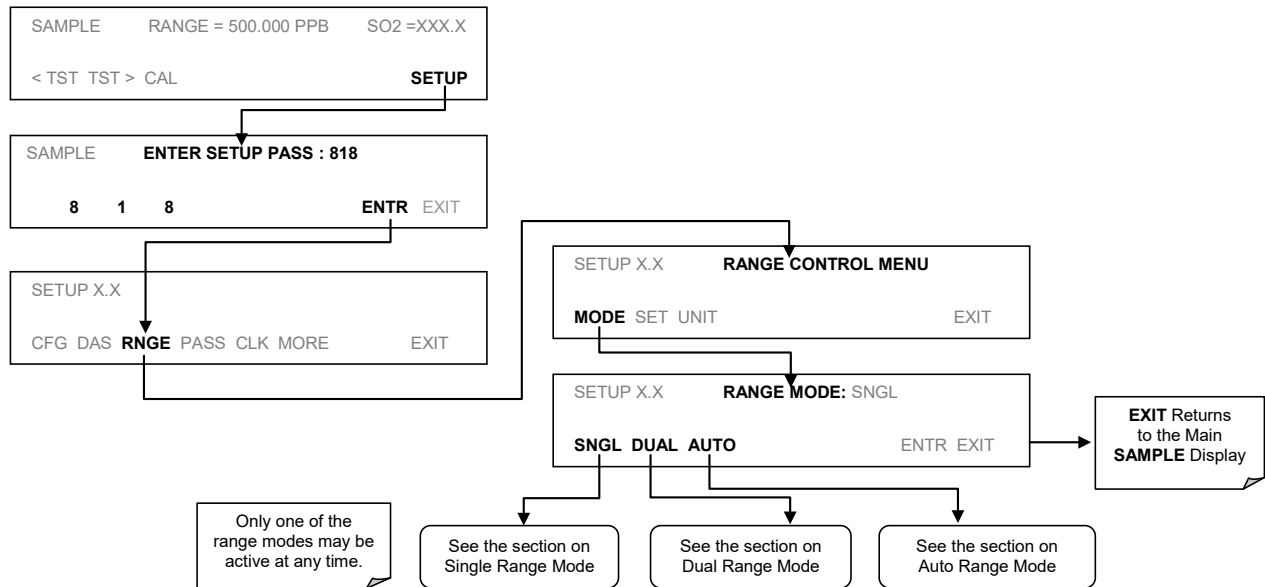 SAMPLE RANGE = 500.000 PPB SO2 =XXX.X
< TST TST > CAL SETUP
SAMPLE ENTER SETUP PASS : 818
8 1 8 ENTR EXIT
SETUP X.X
CFG DAS RNGE PASS CLK MORE EXIT
SETUP X.X RANGE CONTROL MENU
MODE SET UNIT EXIT
SETUP X.X RANGE MODE: SNGL
SNGL DUAL AUTO ENTR EXIT
EXIT Returns
to the Main
SAMPLE Display
Only one of the
range modes may be
active at any time.
See the section on
Single Range Mode
See the section on
Dual Range Mode
See the section on
Auto Range Mode